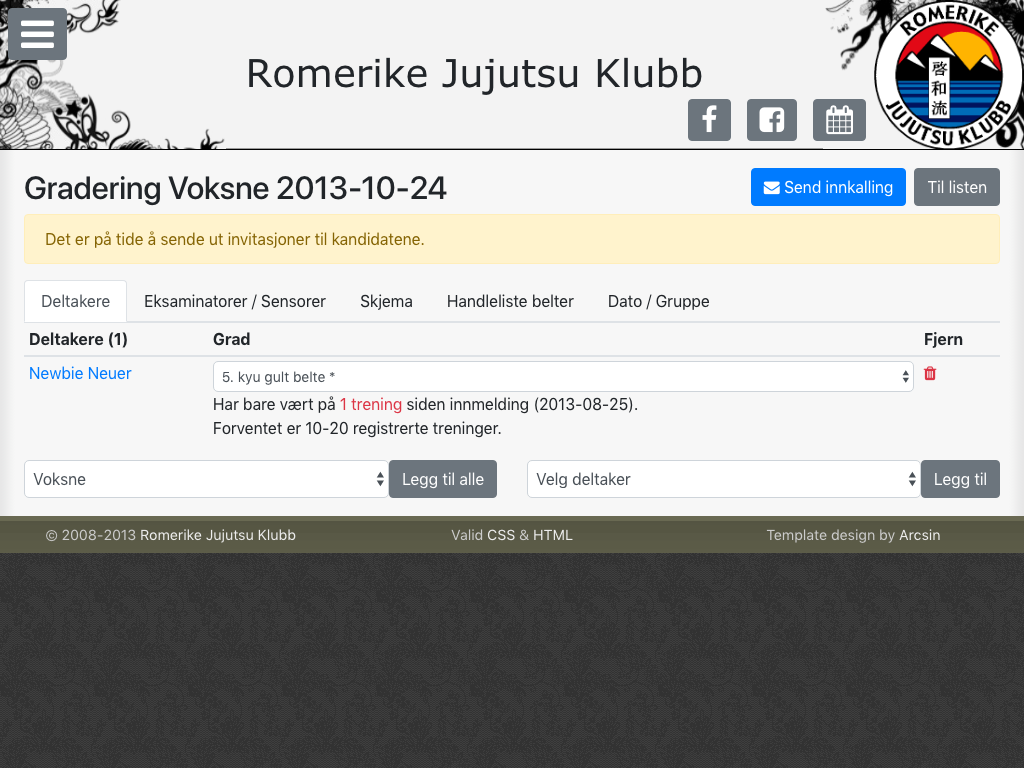 Romerike Jujutsu Klubb
ROMERIKE
啓和流
JUJUTSU KLUBB
Gradering Voksne 2013-10-24
Send innkalling
Til listen
Det er på tide å sende ut invitasjoner til kandidatene.
Deltakere Eksaminatorer / Sensorer Skjema Handleliste belter Dato / Gruppe
Deltakere (1) Grad Fjern
Newbie Neuer 5. kyu gult belte *
Har bare vært på 1 trening siden innmelding (2013-08-25).
Forventet er 10-20 registrerte treninger.
Voksne Legg til alle Velg deltaker Legg til
© 2008-2013 Romerike Jujutsu Klubb Valid CSS & HTML Template design by Arcsin